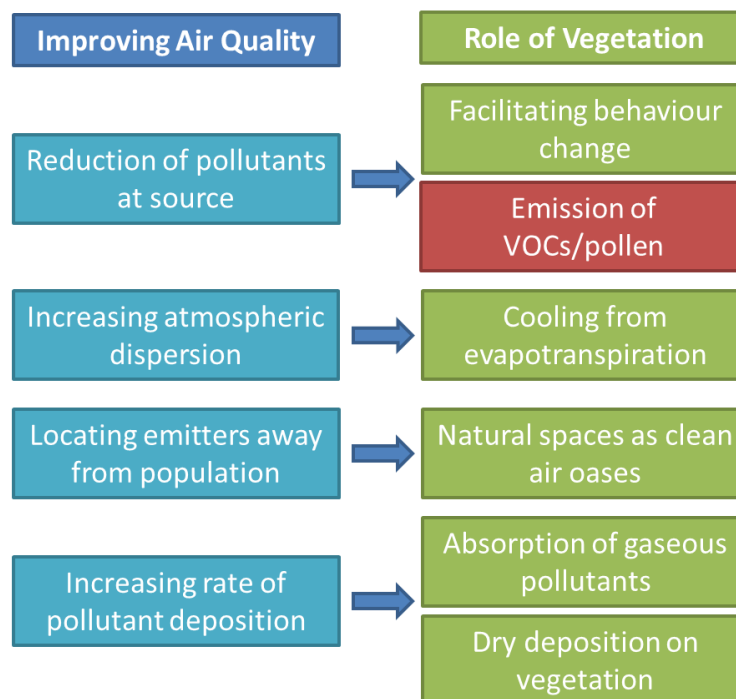 Improving Air Quality
Role of Vegetation
Reduction of pollutants
at source
Facilitating behaviour
change
Emission of
VOCs/pollen
Increasing atmospheric
dispersion
Cooling from
evapotranspiration
Locating emitters away
from population
Natural spaces as clean
air oases
Increasing rate of
pollutant deposition
Absorption of gaseous
pollutants
Dry deposition on
vegetation